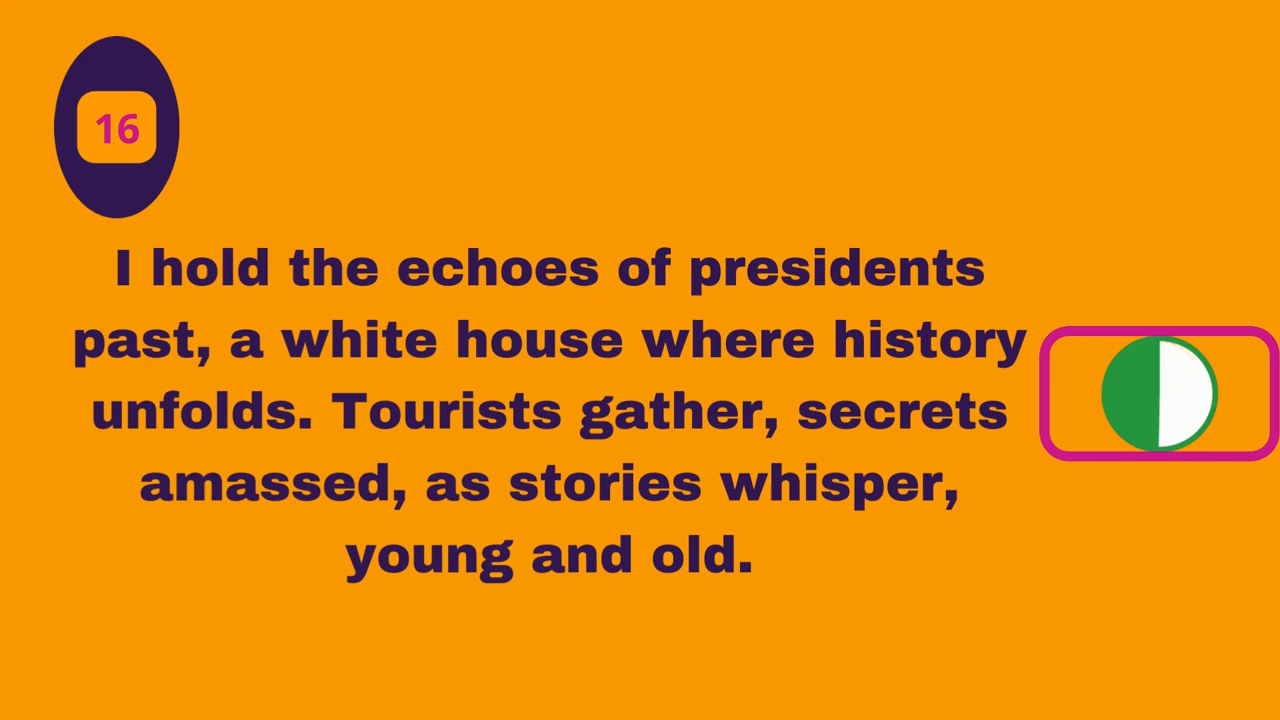 16
I hold the echoes of presidents
past, a white house where history
unfolds. Tourists gather, secrets
amassed, as stories whisper,
young and old.